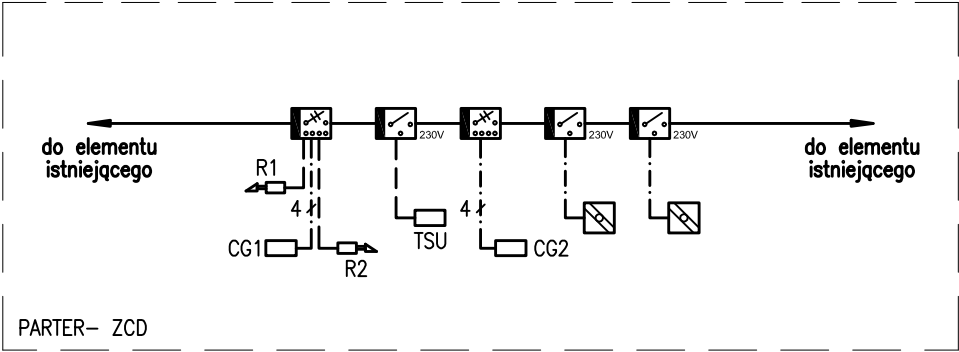 230V
230V
230V
do elementu
istniejącego
do elementu
istniejącego
R1
4
4
CG1
R2
TSU
CG2
PARTER– ZCD